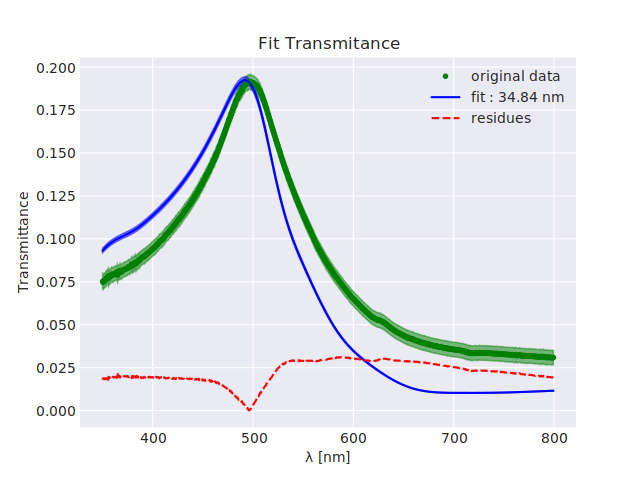 Fit Transmitance
0.200
0.175
0.150
0.125
0.100
0.075
0.050
0.025
0.000
Transmittance
original data
fit : 34.84 nm
residues
400 500 600 700 800
λ [nm]